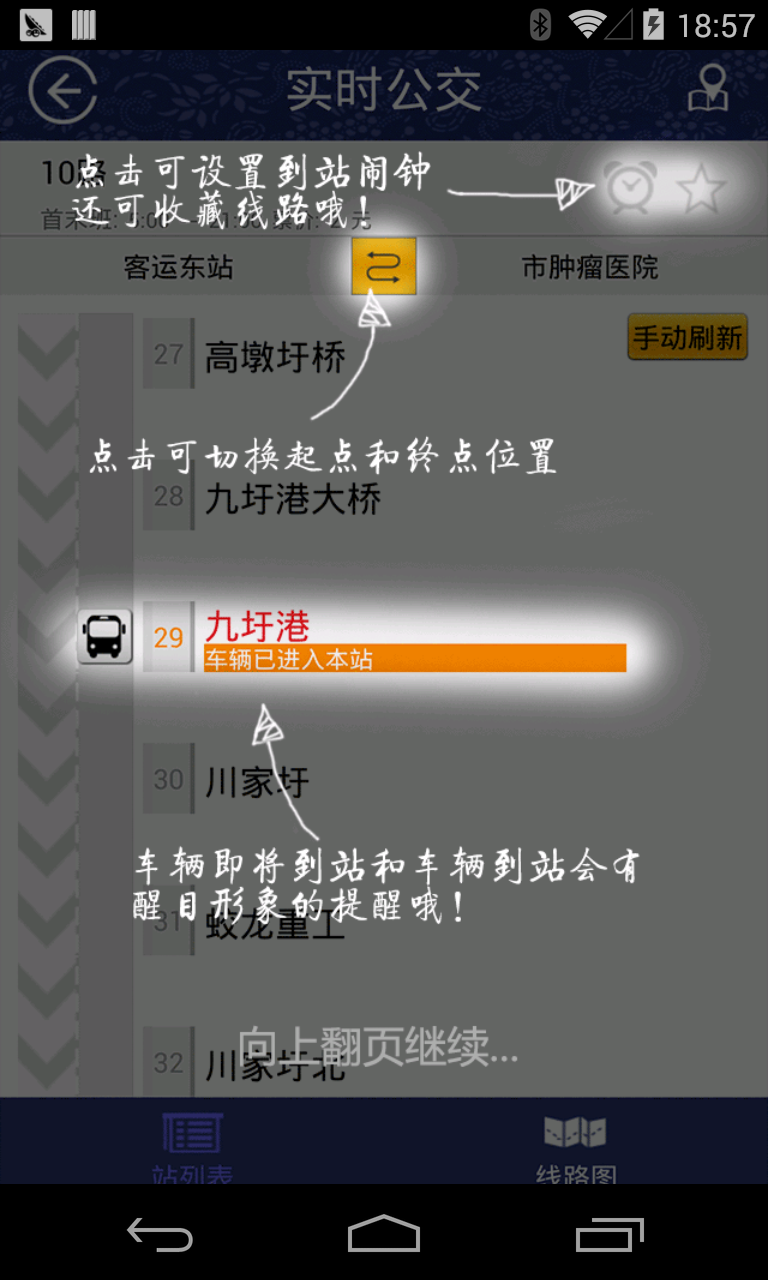 18:57
实时公交
10路
点击可设置到站闹钟
还可收藏线路哦！
客运东站
市肿瘤医院
手动刷新
27 高墩圩桥
点击可切换起点和终点位置
28 九圩港大桥
29 九圩港
车辆已进入本站
30 川家圩
车辆即将到站和车辆到站会有
醒目形象的提醒哦！
31 蛟龙重工
向上翻页继续...
32 川家圩北
站列表
线路图